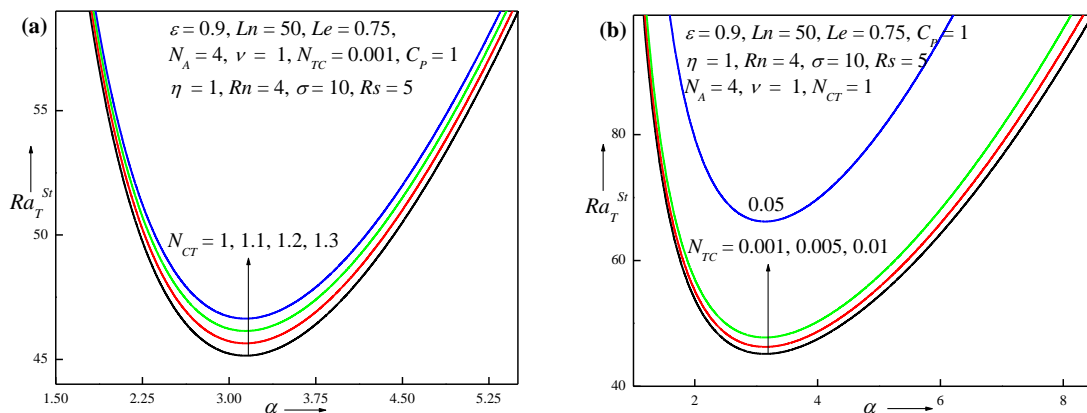 (a)
ε = 0.9, Ln = 50, Le = 0.75,
N_A = 4, ν = 1, N_TC = 0.001, C_P = 1
η = 1, Rn = 4, σ = 10, Rs = 5
55
50
45
Ra_T^St
N_CT = 1, 1.1, 1.2, 1.3
1.50 2.25 3.00 3.75 4.50 5.25
α
(b)
ε = 0.9, Ln = 50, Le = 0.75, C_P = 1
η = 1, Rn = 4, σ = 10, Rs = 5
N_A = 4, ν = 1, N_CT = 1
80
60
40
Ra_T^St
0.05
N_TC = 0.001, 0.005, 0.01
2 4 6 8
α